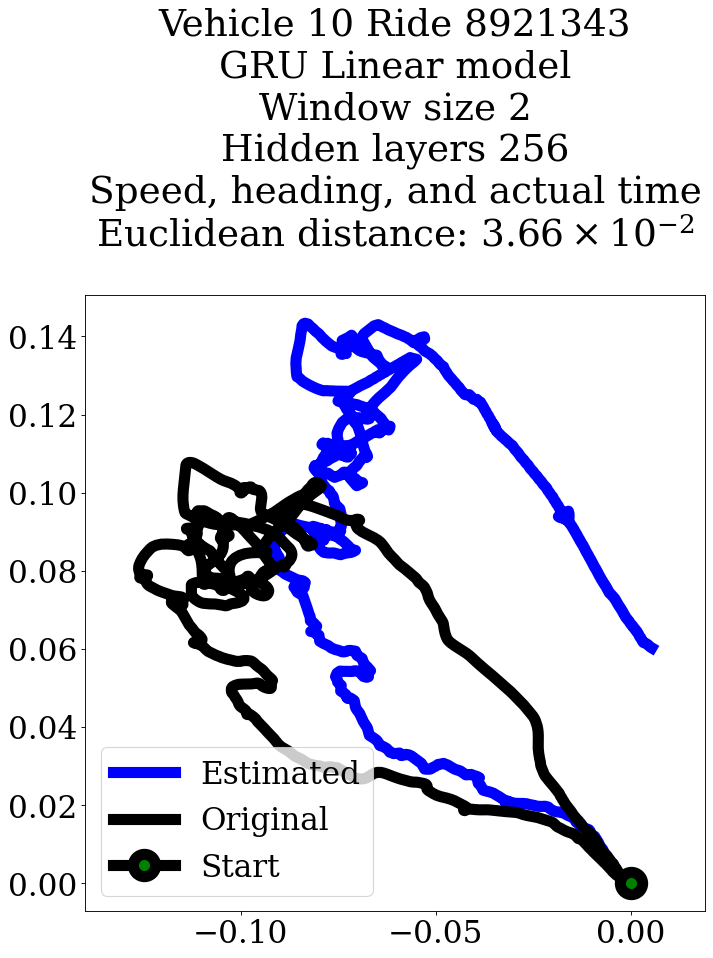 Vehicle 10 Ride 8921343
GRU Linear model
Window size 2
Hidden layers 256
Speed, heading, and actual time
Euclidean distance: 3.66 × 10⁻²
0.14
0.12
0.10
0.08
0.06
0.04
0.02
0.00
Estimated
Original
Start
−0.10
−0.05
0.00